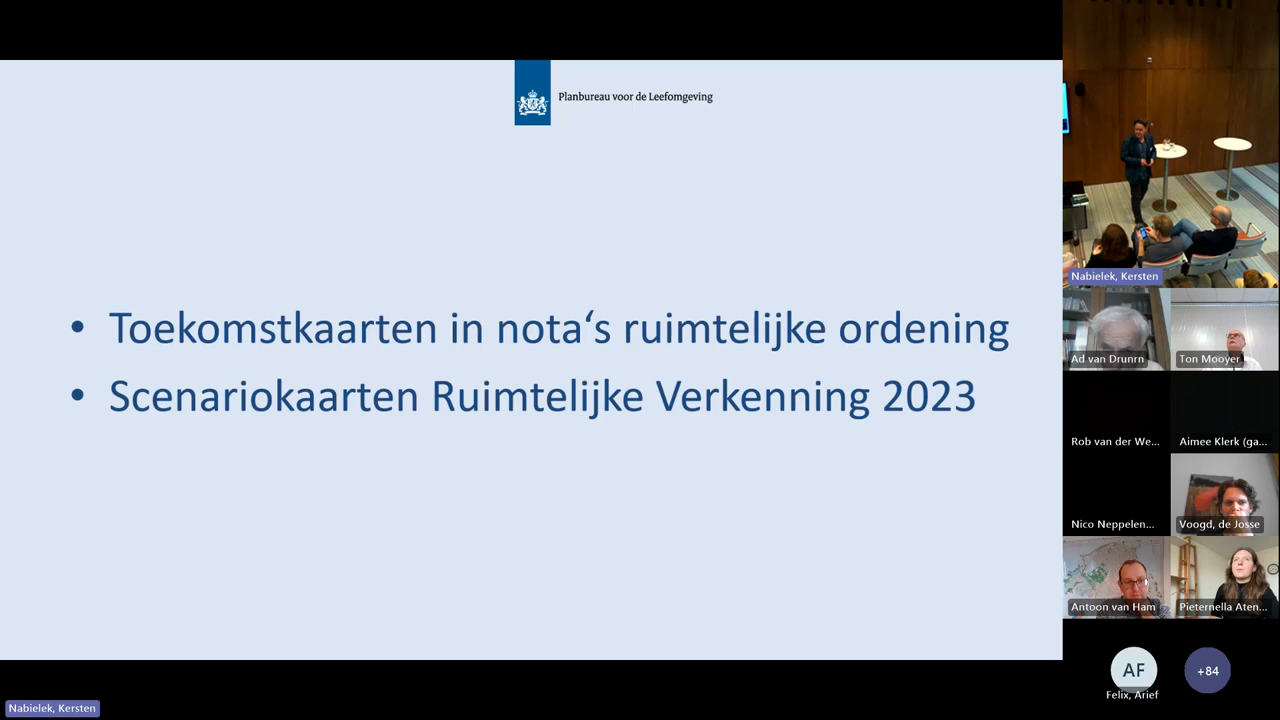 Planbureau voor de Leefomgeving
• Toekomstkaarten in nota‘s ruimtelijke ordening
• Scenariokaarten Ruimtelijke Verkenning 2023
Nabielek, Kersten
Nabielek, Kersten
Ad van Drunrn
Ton Mooyer
Rob van der We...
Aimee Klerk (ga...
Nico Neppelen...
Voogd, de Josse
Antoon van Ham
Pieternella Aten...
AF
Felix, Arief
+84